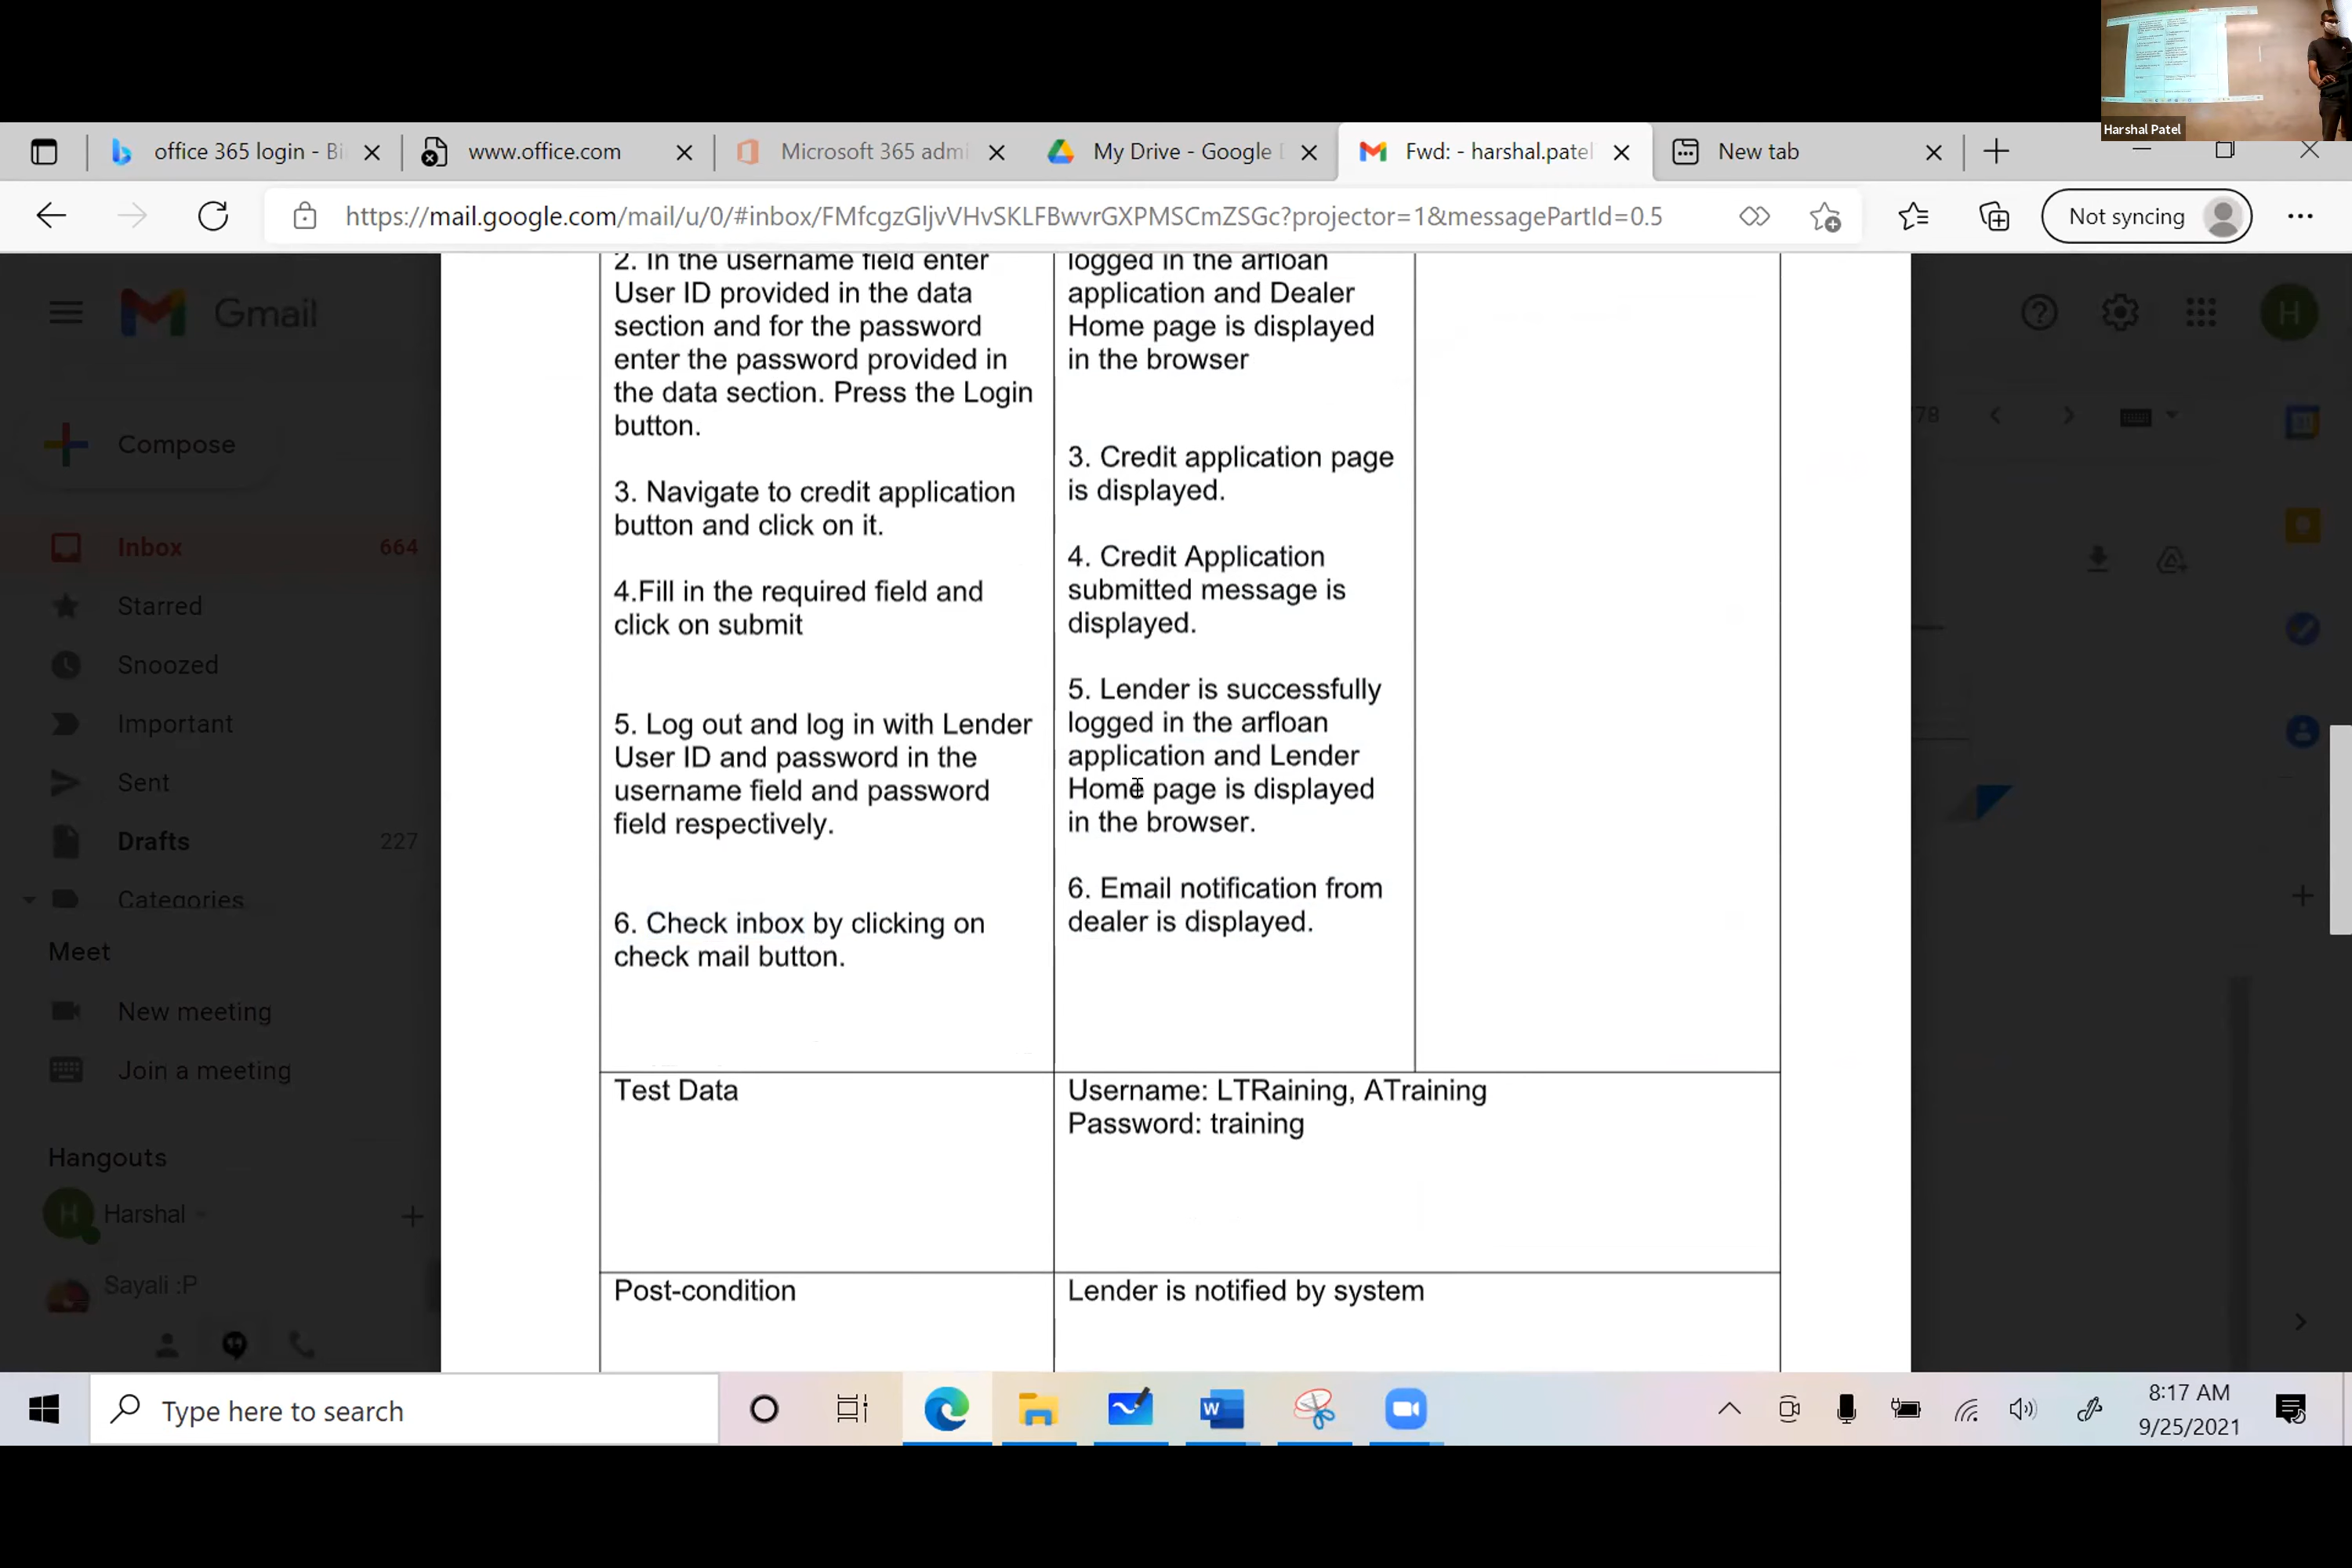 Harshal Patel
office 365 login - Bi
www.office.com
Microsoft 365 admi
My Drive - Google D
Fwd: - harshal.patel
New tab
https://mail.google.com/mail/u/0/#inbox/FMfcgzGljvVHvSKLFBwvrGXPMSCmZSGc?projector=1&messagePartId=0.5
Not syncing
Gmail
Compose
Inbox 664
Starred
Snoozed
Important
Sent
Drafts 227
Categories
Meet
New meeting
Join a meeting
Hangouts
H Harshal
Sayali :P
H
78
2. In the username field enter
User ID provided in the data
section and for the password
enter the password provided in
the data section. Press the Login
button.
3. Navigate to credit application
button and click on it.
4.Fill in the required field and
click on submit
5. Log out and log in with Lender
User ID and password in the
username field and password
field respectively.
6. Check inbox by clicking on
check mail button.
logged in the arfloan
application and Dealer
Home page is displayed
in the browser
3. Credit application page
is displayed.
4. Credit Application
submitted message is
displayed.
5. Lender is successfully
logged in the arfloan
application and Lender
Home page is displayed
in the browser.
6. Email notification from
dealer is displayed.
Test Data
Username: LTRaining, ATraining
Password: training
Post-condition
Lender is notified by system
Type here to search
8:17 AM
9/25/2021